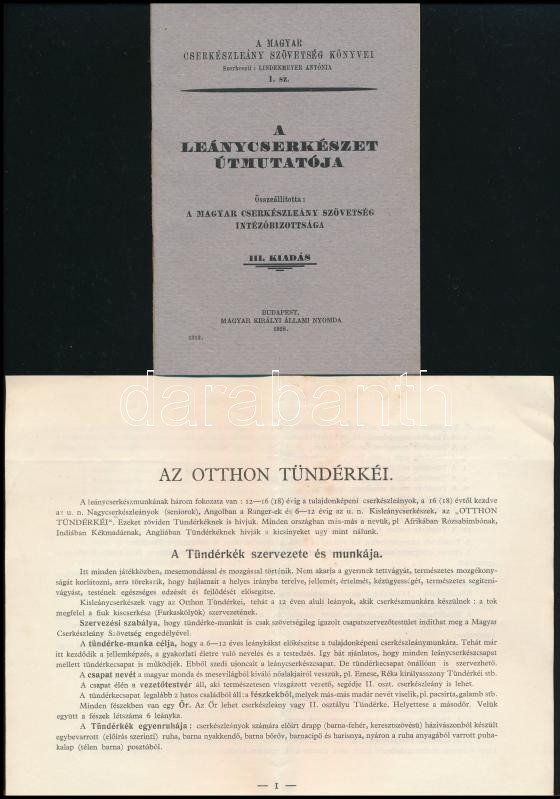 A MAGYAR
CSERKÉSZLEÁNY SZÖVETSÉG KÖNYVEI
Szerkeszti: LINDENMEYER ANTÓNIA
1. sz.
A
LEÁNYCSERKÉSZET
ÚTMUTATÓJA
Összeállította:
A MAGYAR CSERKÉSZLEÁNY SZÖVETSÉG
INTÉZŐBIZOTTSÁGA
III. KIADÁS
BUDAPEST,
MAGYAR KIRÁLYI ÁLLAMI NYOMDA
1928.
darabanth
AZ OTTHON TÜNDÉRKÉI.
A leánycserkészmunkának három fokozata van : 12—16 (18) évig a tulajdonképeni cserkészleányok, a 16 (18) évtől kezdve
az u. n. Nagycserkészleányok (seniorok), Angolban a Ranger-ek és 6—12 évig az u. n. Kisleánycserkészek, az „OTTHON
TÜNDÉRKÉI". Ezeket röviden Tündérkéknek is hívjuk. Minden országban más-más a nevük, pl. Afrikában Rózsabimbónak,
Indiában Kékmadárnak, Angliában Tündérkéknek hívják a kicsinyeket úgy mint nálunk.
A Tündérkék szervezete és munkája.
Itt minden játékközben, mesemondással és mozgással történik. Nem akarja a gyermek tettvágyát, természetes mozgékony-
ságát korlátozni, arra törekszik, hogy hajlamait a helyes irányba terelve, jellemét, értelmét, kézügyességét, természetes segíteni-
vágyását, testének egészséges edzését és fejlődését elősegítse.
Kisleánycserkészek vagy az Otthon Tündérkéi, tehát a 12 éven aluli leányok, akik cserkészmunkára készülnek : a tok
megfelel a fiuk kiscserkész (Farkaskölyök) szervezetének.
Szervezési szabálya, hogy tündérke-munkát is csak szövetségileg igazolt csapatszervezőtestület indíthat meg a Magyar
Cserkészleány Szövetség engedélyével.
A tündérke-munka célja, hogy a 6—12 éves leánykákat előkészítse a tulajdonképeni cserkészleánymunkára. Tehát már
itt kezdődik a jellemképzés, a gyakorlati életre való nevelés a testedzés. Így hát ajánlatos, hogy minden leánycserkészcsapat
mellett tündérkecsapat is működjék. Ebből szedi ujoncait a leánycserkészcsapat. De tündérkecsapat önállóan is szervezhető.
A csapat nevét a magyar monda és mesevilágból kiváló nőalakjairól vesszük, pl. Emese, Réka királyasszony Tündérkéi stb.
A csapat élén a vezetőtestvér áll, aki természetesen vizsgázott vezető, segédje II. oszt. cserkészleány is lehet.
A tündérkecsapat legalább 2 hatos családból áll : a fészkekből, melyek más-más madár nevét viselik, pl. pacsirta, galamb stb.
Minden fészekben van egy Őr. Az Őr lehet cserkészleány vagy II. osztályu Tündérke. Helyettese a másodőr. Velük
együtt a fészek létszáma 6 leányka.
A Tündérkék egyenruhája : cserkészleányok számára előirt drapp (barna-fehér, keresztszövésü) házivászonból készült
egybevarrott (előirás szerinti) ruha, barna nyakkendő, barna bőröv, barnacipő és harisnya, nyáron a ruha anyagából varrott puha-
kalap (télen barna) posztóból.
— 1 —